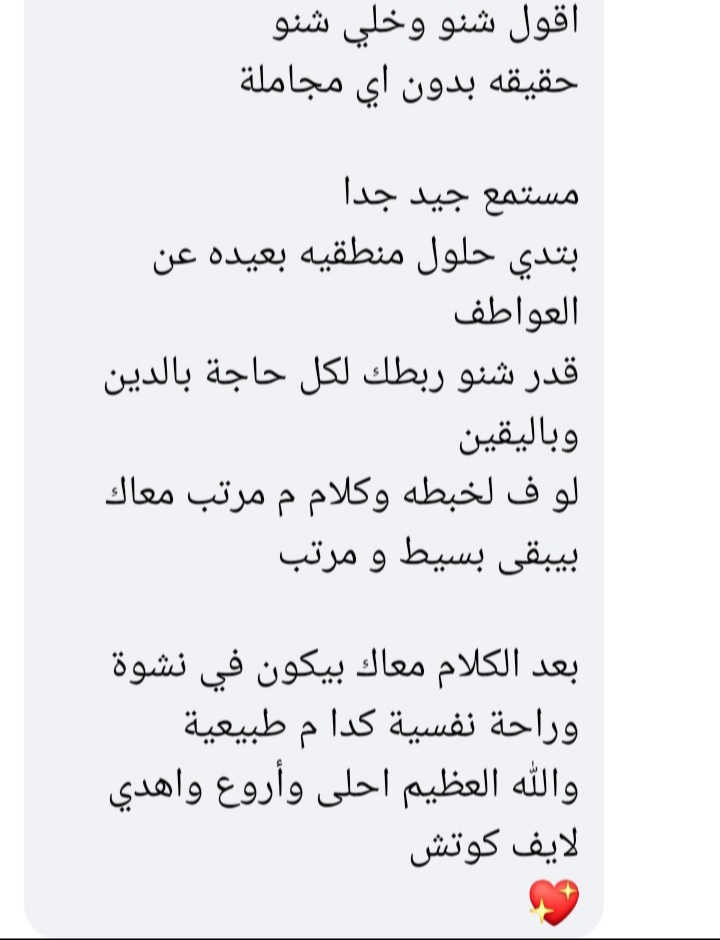 اقول شنو وخلي شنو
حقيقه بدون اي مجاملة
مستمع جيد جدا
بتدي حلول منطقيه بعيده عن
العواطف
قدر شنو ربطك لكل حاجة بالدين
وباليقين
لو ف لخبطه وكلام م مرتب معاك
بيبقى بسيط و مرتب
بعد الكلام معاك بيكون في نشوة
وراحة نفسية كدا م طبيعية
والله العظيم احلى وأروع واهدي
لايف كوتش
💖